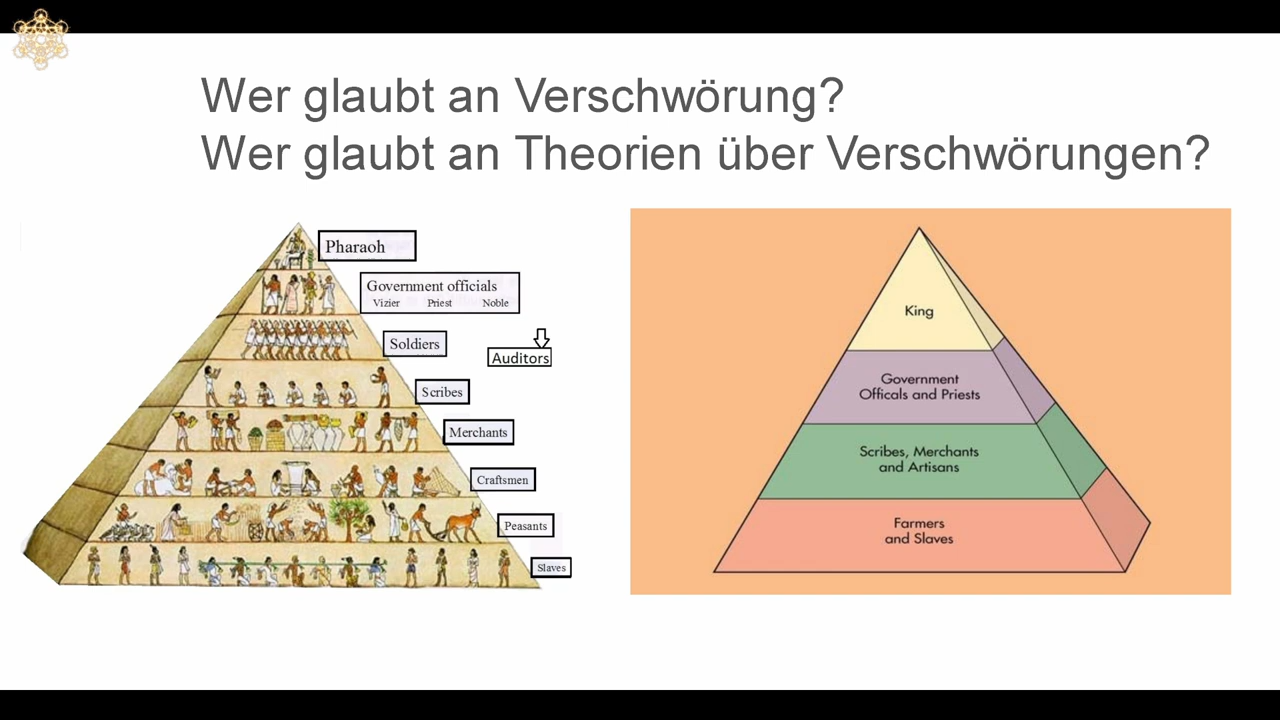 Wer glaubt an Verschwörung?
Wer glaubt an Theorien über Verschwörungen?
Pharaoh
Government officials
Vizier Priest Noble
Soldiers
Auditors
Scribes
Merchants
Craftsmen
Peasants
Slaves
King
Government
Officals and Priests
Scribes, Merchants
and Artisans
Farmers
and Slaves